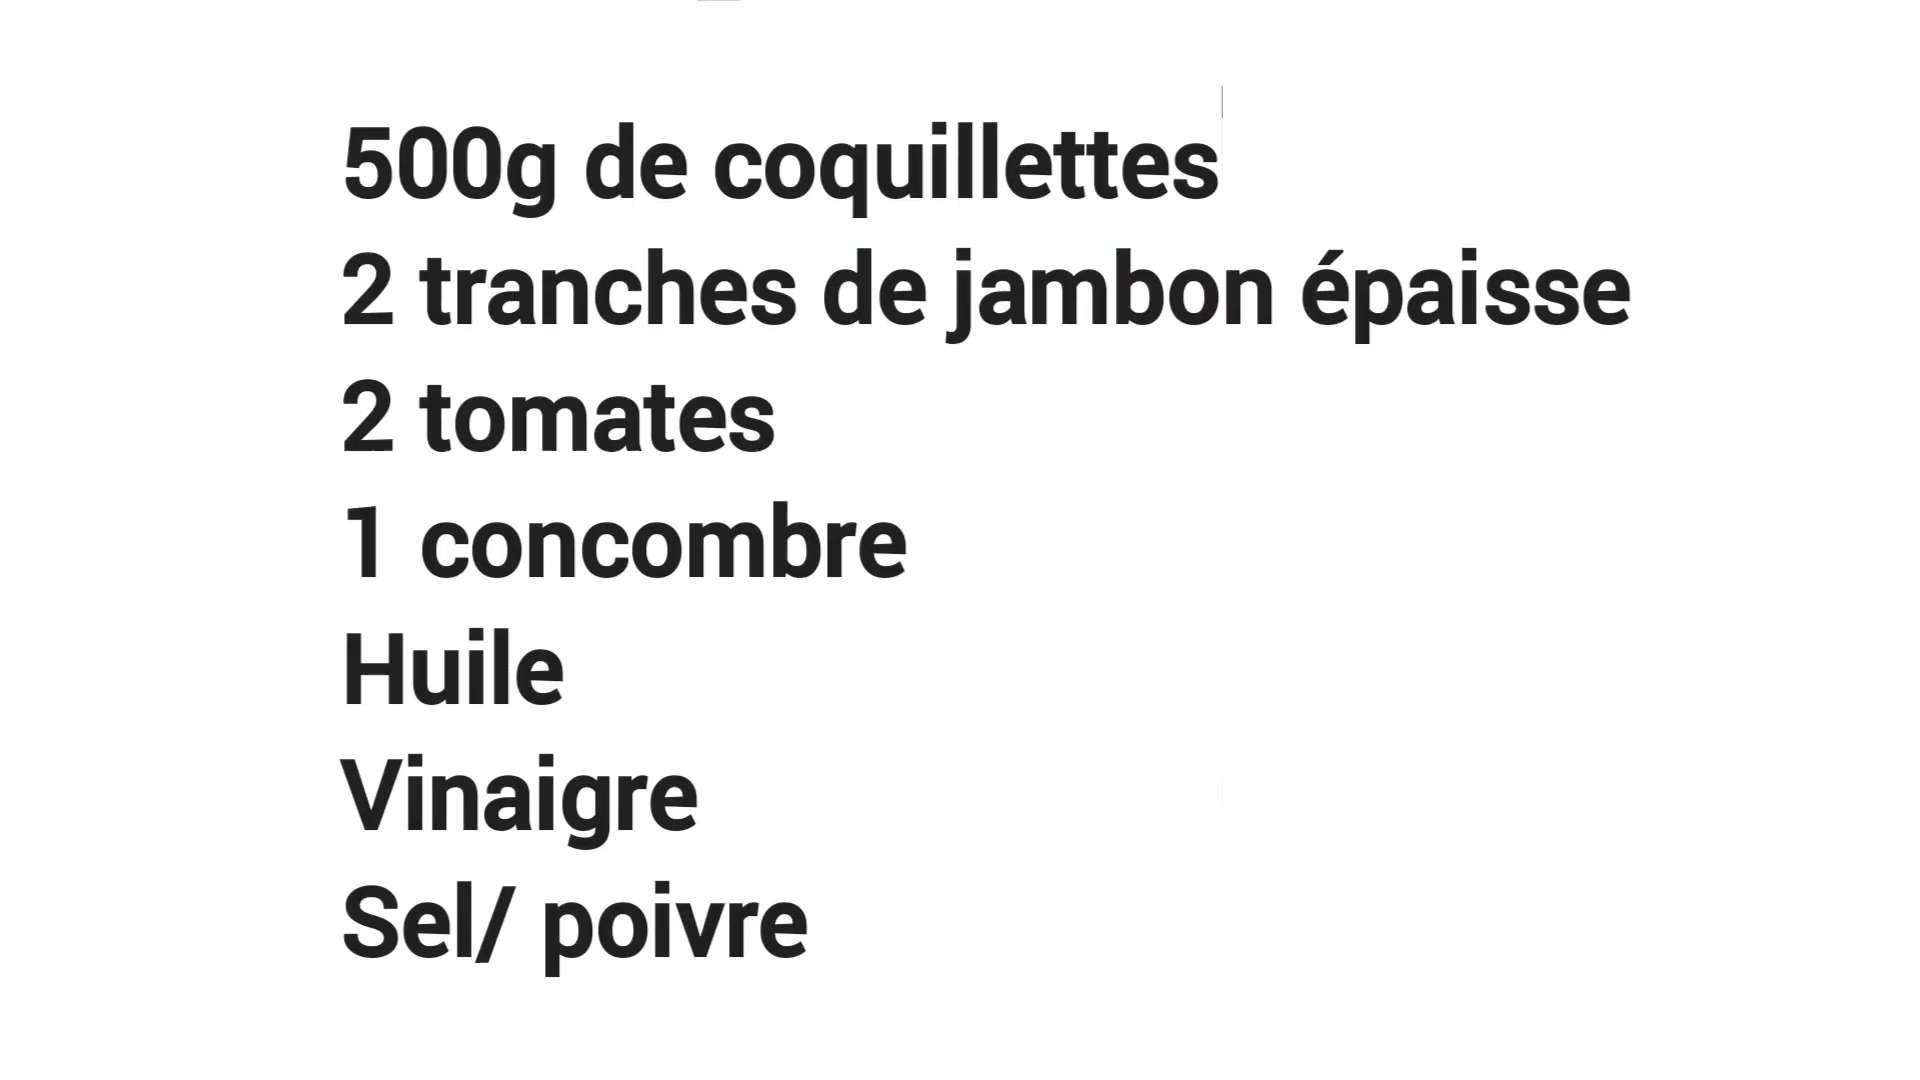 500g de coquillettes
2 tranches de jambon épaisse
2 tomates
1 concombre
Huile
Vinaigre
Sel/ poivre